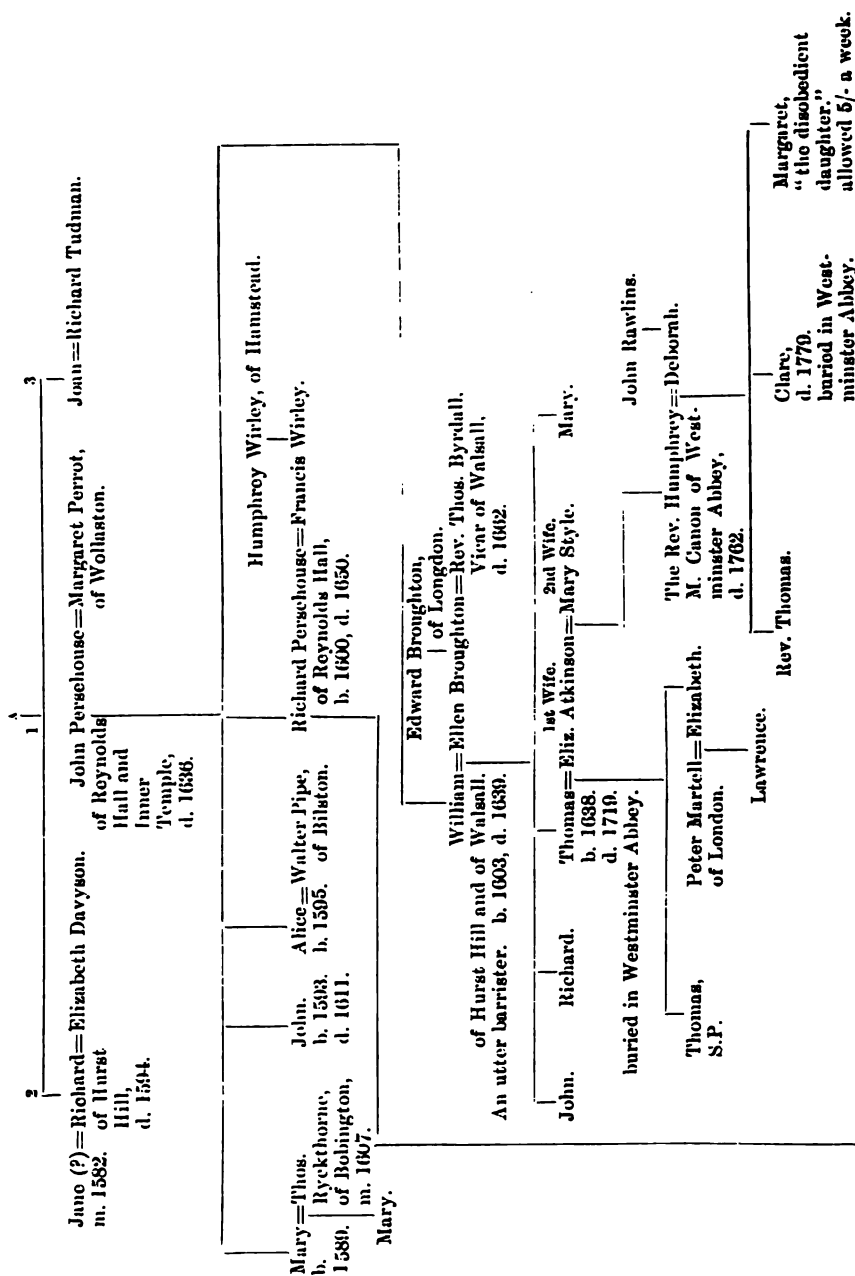 A
2 1 3
Jane (?)=Richard=Elizabeth Davyson.
m. 1582. of Hurst
Hill,
d. 1594.
John Persehouse=Margaret Perrot,
of Reynolds of Wollaston.
Hall and
Inner
Temple,
d. 1636.
Joan=Richard Tudman.
Humphrey Wirley, of Hamstead.
Mary=Thos.
b. Ryckthorne,
1589. of Bobington,
m. 1607.
Mary.
John.
b. 1593.
d. 1611.
Alice=Walter Pipe,
b. 1595. of Bilston.
Richard Persehouse=Francis Wirley.
of Reynolds Hall,
b. 1600, d. 1650.
Edward Broughton,
of Longdon.
William=Ellen Broughton=Rev. Thos. Byrdall.
of Hurst Hill and of Walsall. Vicar of Walsall,
An utter barrister. b. 1603, d. 1639. d. 1662.
1st Wife. 2nd Wife.
John. Richard. Thomas=Eliz. Atkinson=Mary Style. Mary.
b. 1638.
d. 1719.
buried in Westminster Abbey.
John Rawlins.
Thomas,
S.P.
Peter Martell=Elizabeth.
of London.
Lawrence.
The Rev. Humphrey=Deborah.
M. Canon of West-
minster Abbey,
d. 1762.
Rev. Thomas.
Clare,
d. 1779.
buried in West-
minster Abbey.
Margaret,
"the disobedient
daughter."
allowed 5/- a week.